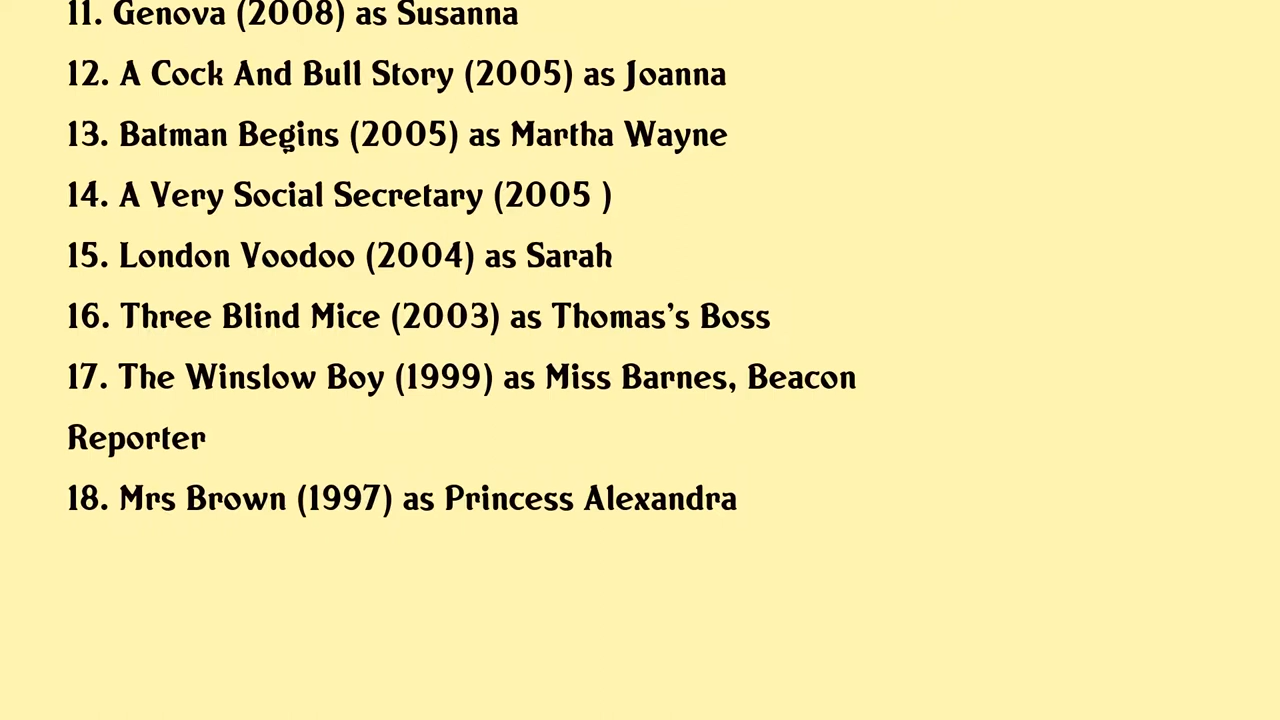 11. Genova (2008) as Susanna
12. A Cock And Bull Story (2005) as Joanna
13. Batman Begins (2005) as Martha Wayne
14. A Very Social Secretary (2005 )
15. London Voodoo (2004) as Sarah
16. Three Blind Mice (2003) as Thomas's Boss
17. The Winslow Boy (1999) as Miss Barnes, Beacon
Reporter
18. Mrs Brown (1997) as Princess Alexandra